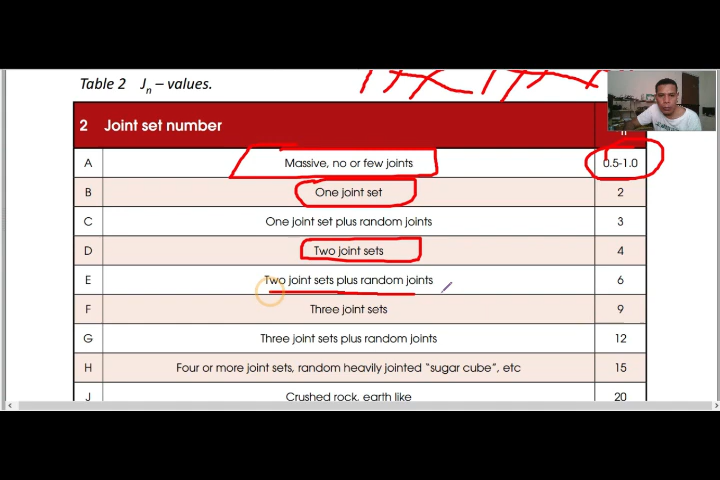 Table 2 Jn – values.
2 Joint set number n
A Massive, no or few joints 0.5-1.0
B One joint set 2
C One joint set plus random joints 3
D Two joint sets 4
E Two joint sets plus random joints 6
F Three joint sets 9
G Three joint sets plus random joints 12
H Four or more joint sets, random heavily jointed “sugar cube”, etc 15
J Crushed rock, earth like 20